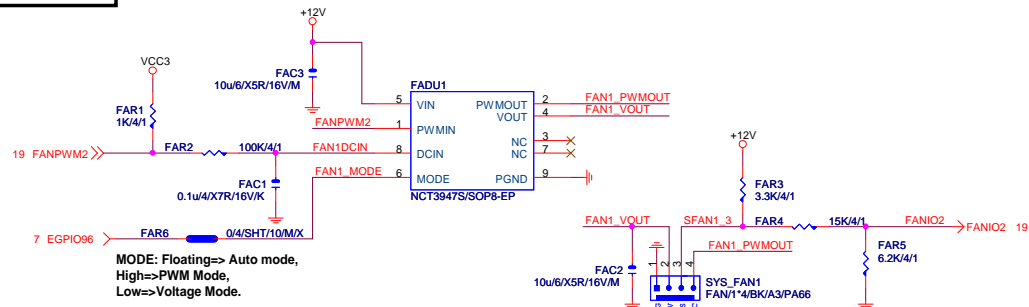 +12V
VCC3
FAC3
10u/6/X5R/16V/M
FADU1
FAR1
1K/4/1
5 VIN
PWMOUT 2 FAN1_PWMOUT
VOUT 4 FAN1_VOUT
FANPWM2 1 PWMIN
NC 3
19 FANPWM2
FAR2 100K/4/1
FAN1DCIN 8 DCIN
NC 7
FAC1
0.1u/4/X7R/16V/K
FAN1_MODE 6 MODE
PGND 9
NCT3947S/SOP8-EP
+12V
FAR3
3.3K/4/1
7 EGPIO96
FAR6 0/4/SHT/10/M/X
FAN1_VOUT
SFAN1_3
FAR4 15K/4/1
FANIO2
FANIO2 19
MODE: Floating=> Auto mode,
High=>PWM Mode,
Low=>Voltage Mode.
FAN1_PWMOUT
FAR5
6.2K/4/1
1 2 3 4
FAC2
10u/6/X5R/16V/M
SYS_FAN1
FAN/1*4/BK/A3/PA66